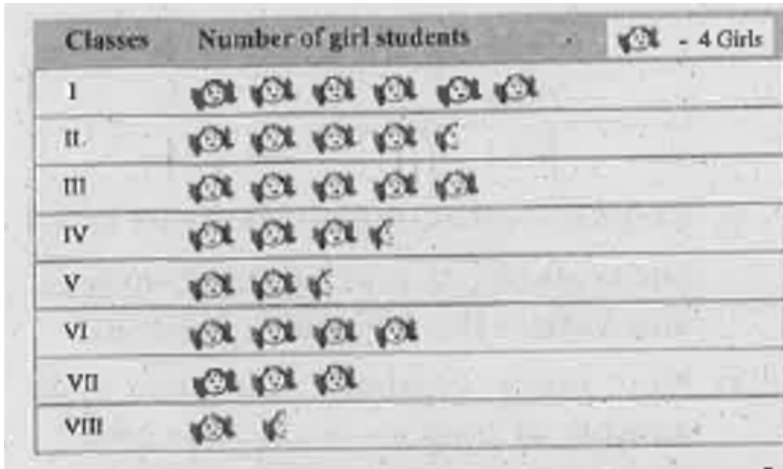 Classes Number of girl students - 4 Girls
I
II
III
IV
V
VI
VII
VIII